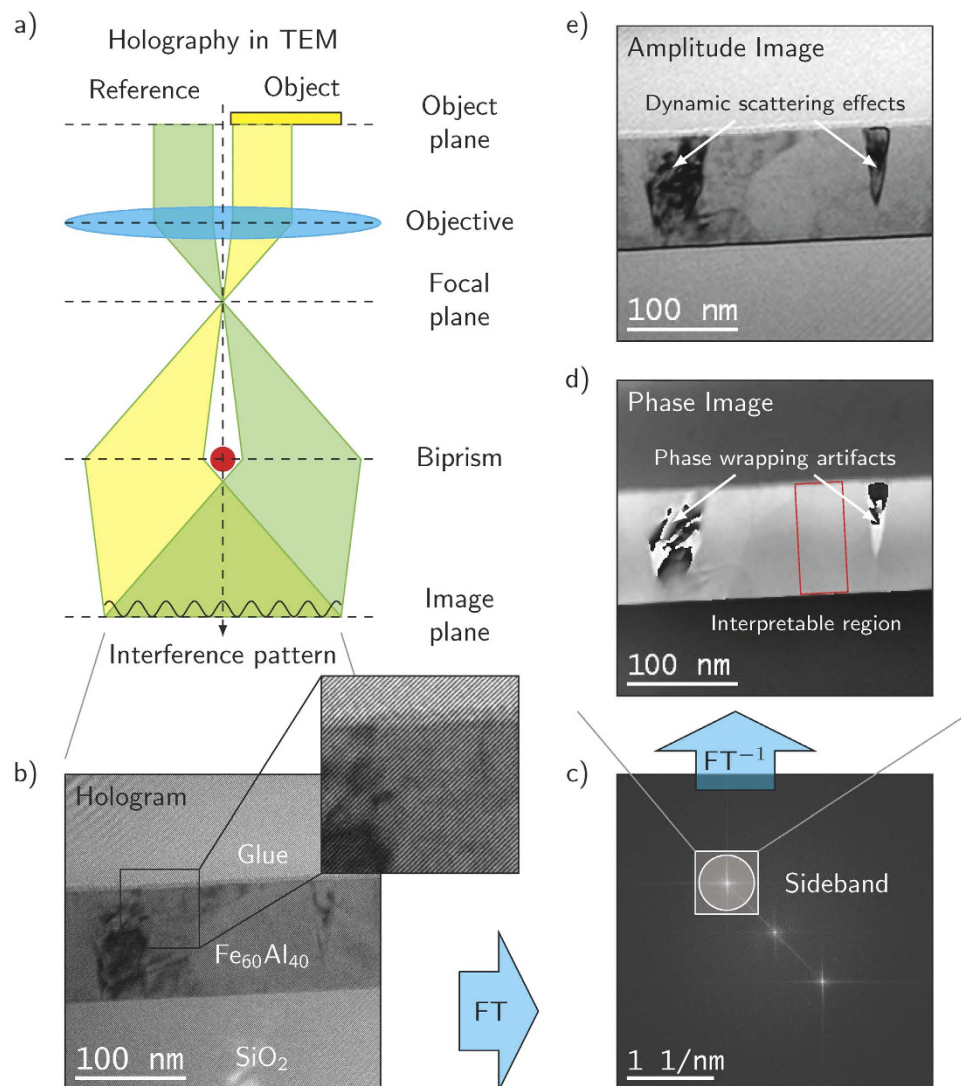 a)
Holography in TEM
Reference
Object
Object
plane
Objective
Focal
plane
Biprism
Image
plane
Interference pattern
b)
Hologram
Glue
Fe₆₀Al₄₀
SiO₂
100 nm
FT
e)
Amplitude Image
Dynamic scattering effects
100 nm
d)
Phase Image
Phase wrapping artifacts
Interpretable region
100 nm
FT⁻¹
c)
Sideband
1 1/nm